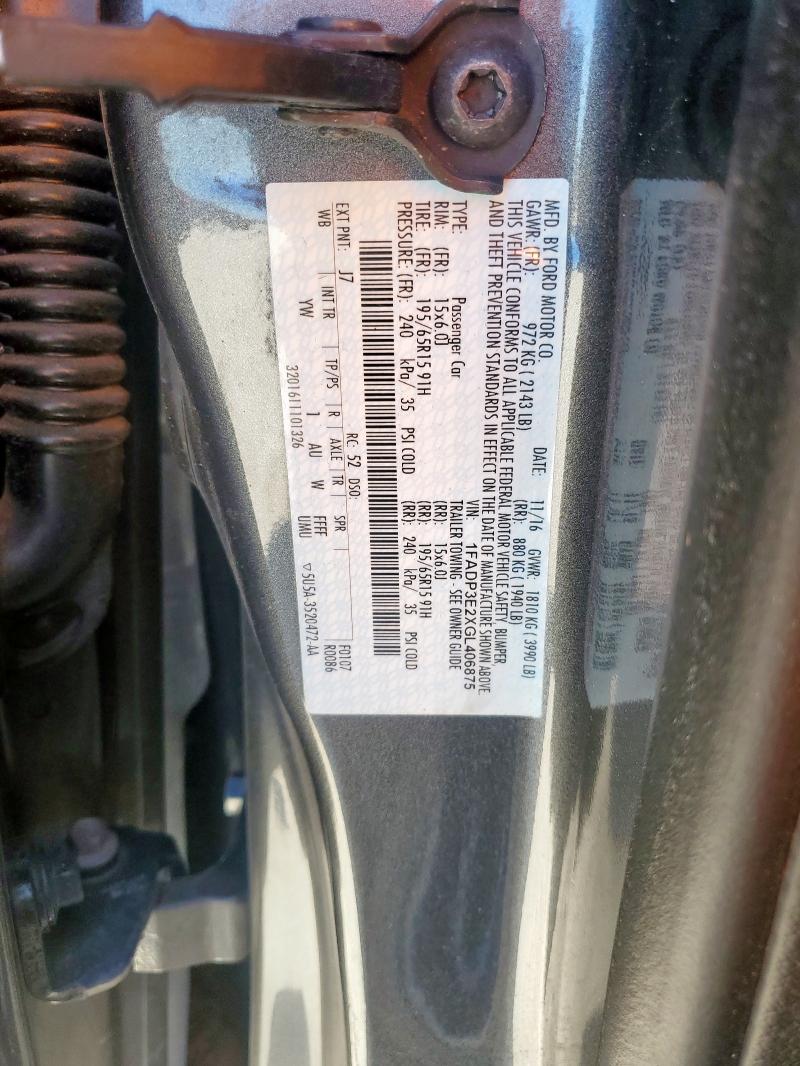 MFD. BY FORD MOTOR CO.
DATE: 11/16 GVWR: 1810 KG ( 3990 LB)
GAWR: (FR): 972 KG ( 2143 LB) (RR): 880 KG ( 1940 LB)
THIS VEHICLE CONFORMS TO ALL APPLICABLE FEDERAL MOTOR VEHICLE SAFETY, BUMPER,
AND THEFT PREVENTION STANDARDS IN EFFECT ON THE DATE OF MANUFACTURE SHOWN ABOVE.
VIN: 1FADP3E2XGL406875
TYPE: Passenger Car TRAILER TOWING - SEE OWNER GUIDE
RIM: (FR): 15x6.0J (RR): 15x6.0J
TIRE: (FR): 195/65R15 91H (RR): 195/65R15 91H
PRESSURE: (FR): 240 kPa/ 35 PSI COLD (RR): 240 kPa/ 35 PSI COLD
RC: 52 DSO: F0107
EXT PNT: J7 R0086
WB INT TR TP/PS R AXLE TR SPR
YW 1 AU W FFFF
UMU
3201611101326 5U5A-3520472-AA